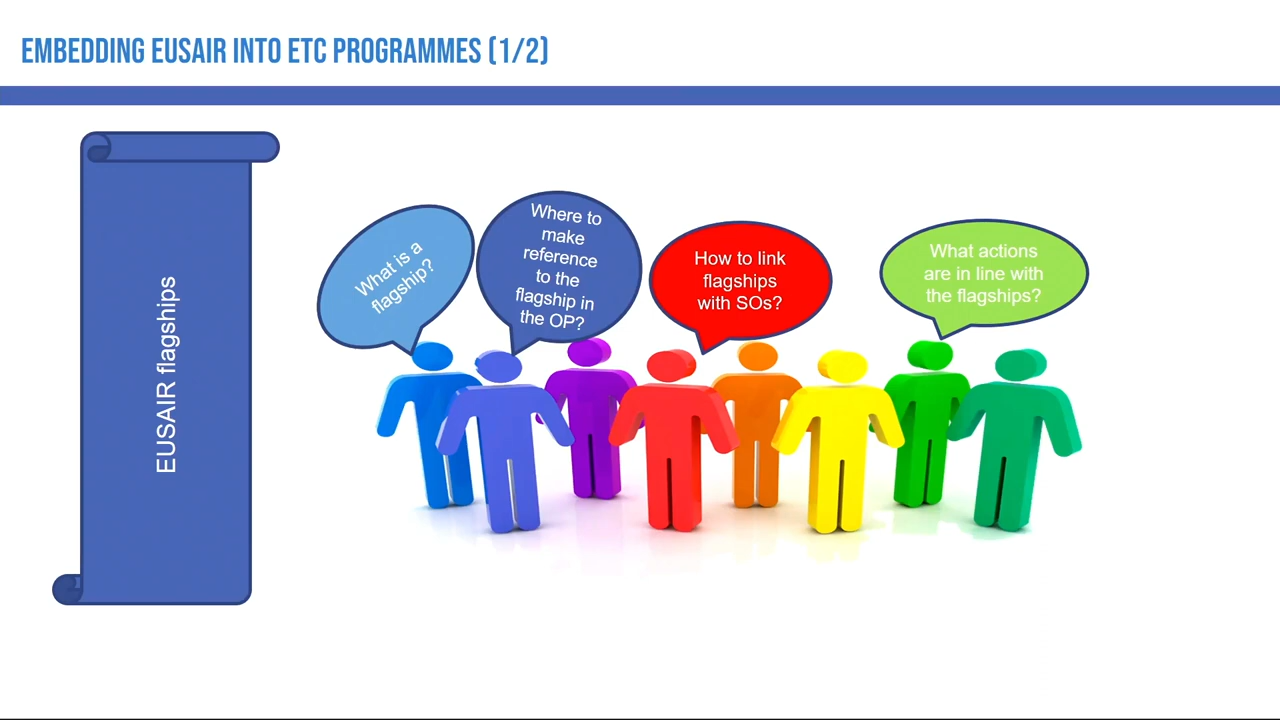 EMBEDDING EUSAIR INTO ETC PROGRAMMES (1/2)
EUSAIR flagships
What is a
flagship?
Where to
make
reference
to the
flagship in
the OP?
How to link
flagships
with SOs?
What actions
are in line with
the flagships?